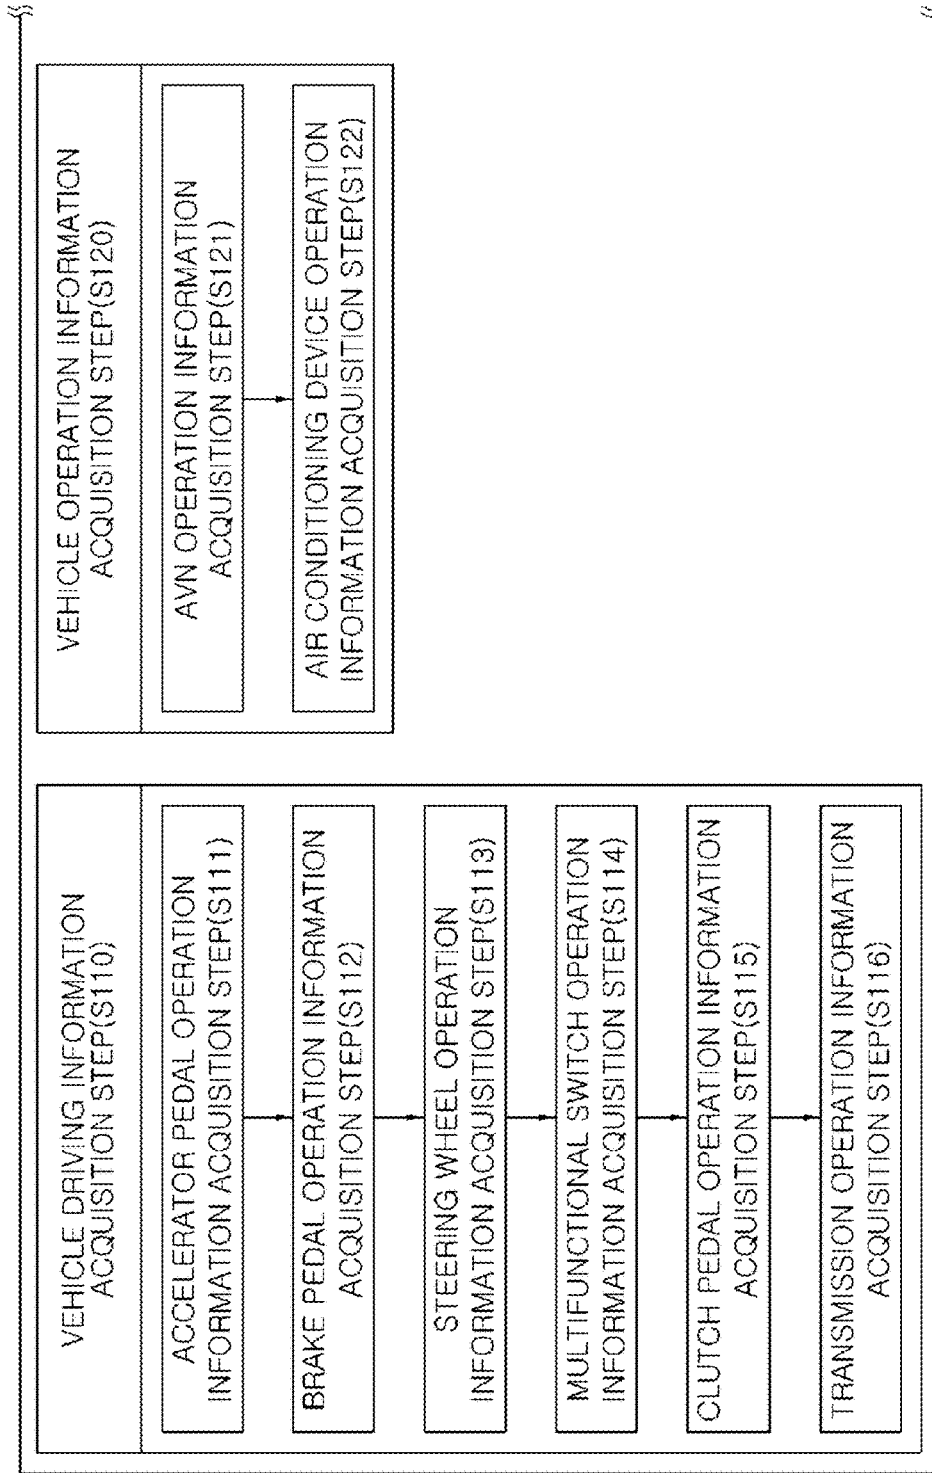 VEHICLE DRIVING INFORMATION
ACQUISITION STEP(S110)
ACCELERATOR PEDAL OPERATION
INFORMATION ACQUISITION STEP(S111)
BRAKE PEDAL OPERATION INFORMATION
ACQUISITION STEP(S112)
STEERING WHEEL OPERATION
INFORMATION ACQUISITION STEP(S113)
MULTIFUNCTIONAL SWITCH OPERATION
INFORMATION ACQUISITION STEP(S114)
CLUTCH PEDAL OPERATION INFORMATION
ACQUISITION STEP(S115)
TRANSMISSION OPERATION INFORMATION
ACQUISITION STEP(S116)
VEHICLE OPERATION INFORMATION
ACQUISITION STEP(S120)
AVN OPERATION INFORMATION
ACQUISITION STEP(S121)
AIR CONDITIONING DEVICE OPERATION
INFORMATION ACQUISITION STEP(S122)